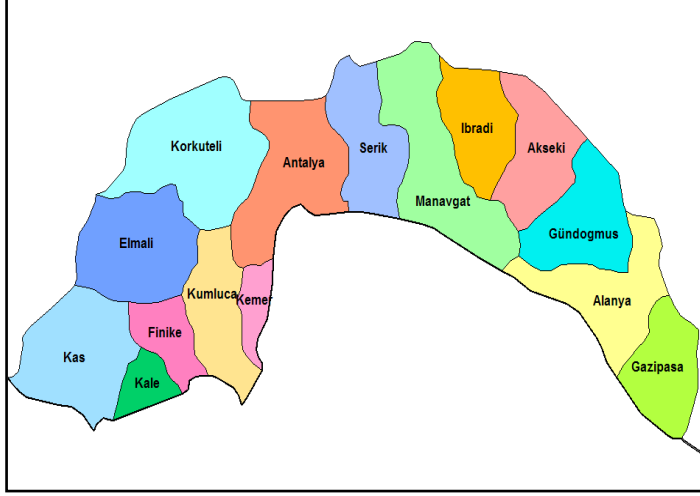 Ibradi
Korkuteli
Serik
Akseki
Antalya
Manavgat
Gündogmus
Elmali
Kumluca
Kemer
Alanya
Finike
Kas
Gazipasa
Kale